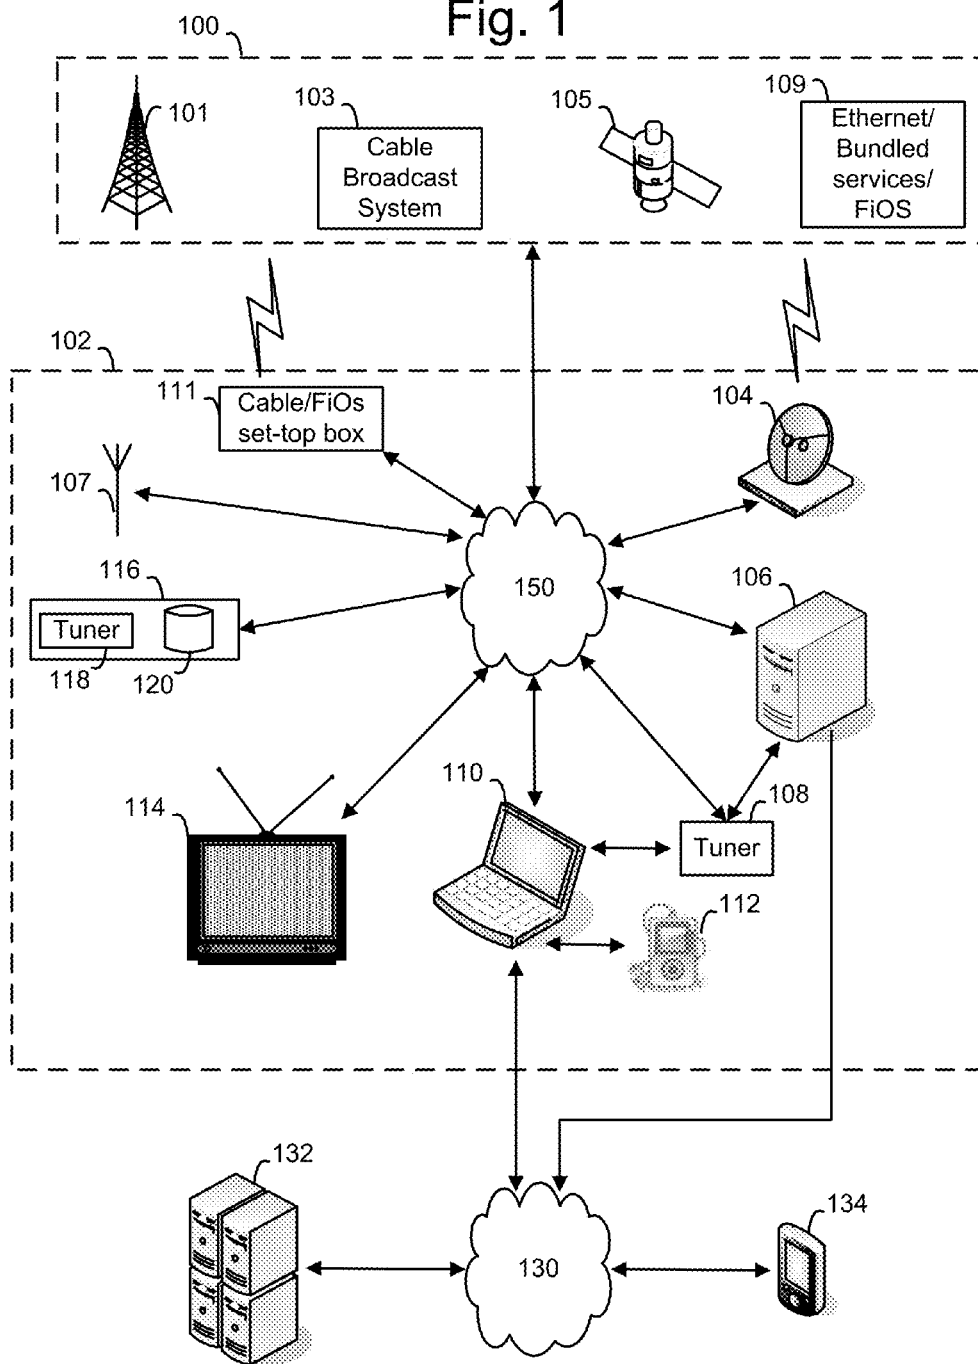 Fig. 1
100
101
103
Cable
Broadcast
System
105
109
Ethernet/
Bundled
services/
FiOS
102
111
Cable/FiOs
set-top box
104
107
150
106
116
Tuner
118
120
110
108
114
Tuner
112
132
134
130